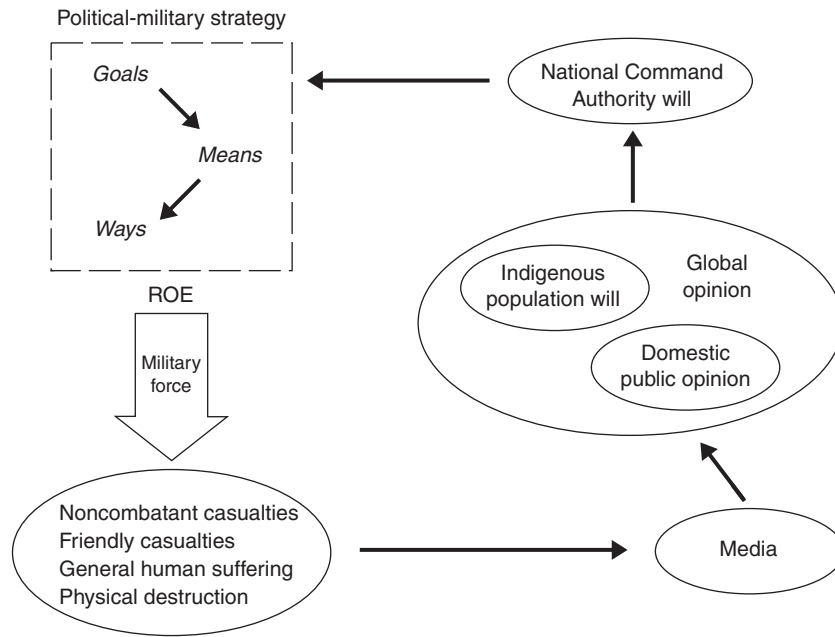 Political-military strategy
Goals
Means
Ways
ROE
Military
force
Noncombatant casualties
Friendly casualties
General human suffering
Physical destruction
Media
Global
opinion
Indigenous
population will
Domestic
public opinion
National Command
Authority will